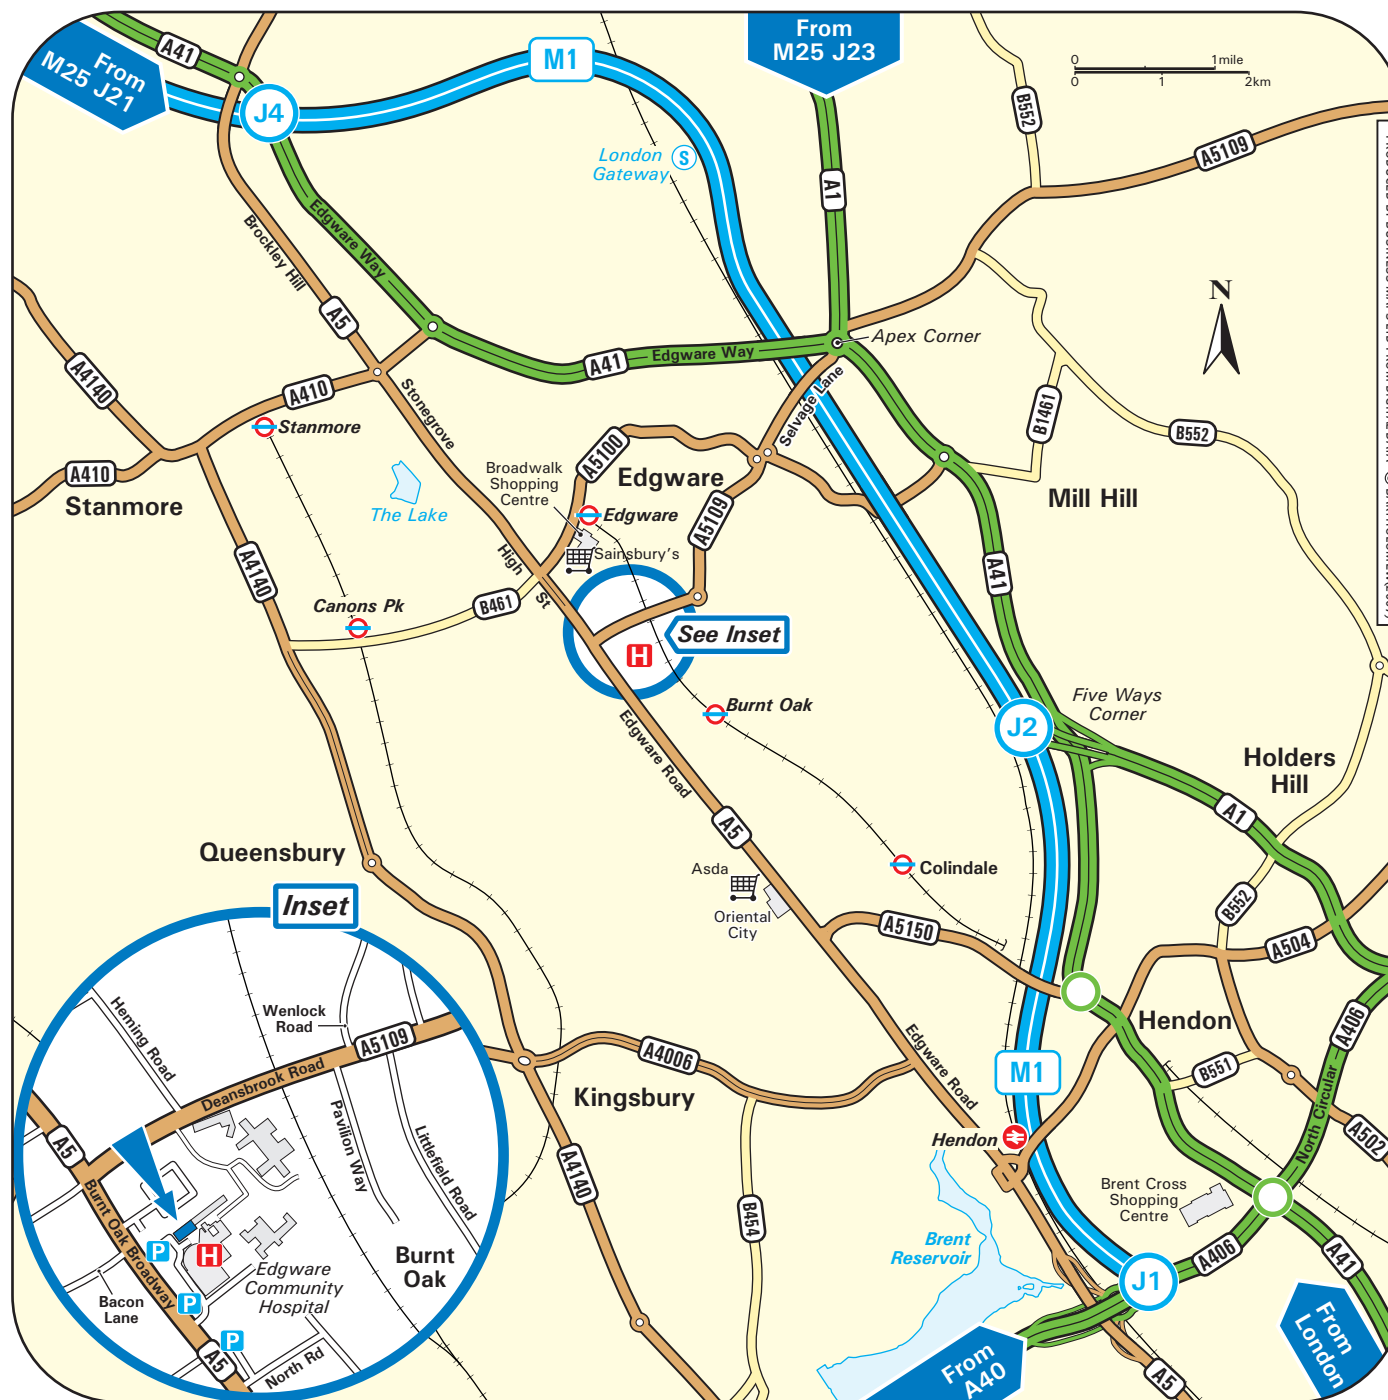 A41
From
M25 J21
J4
M1
From
M25 J23
0
1mile
0
1
2km
B552
A5109
London
Gateway
S
A1
Edgware Way
Brockley Hill
A5
N
Apex Corner
A41
Edgware Way
Selvage Lane
A4140
A410
Stanmore
Stonegrove
B1461
B552
A410
Stanmore
The Lake
Broadwalk
Shopping
Centre
A5100
Edgware
Edgware
A5109
Mill Hill
Sainsbury's
High
St
A4140
Canons Pk
B461
A41
See Inset
H
Burnt Oak
Edgware Road
J2
Five Ways
Corner
Holders
Hill
A1
A5
Queensbury
Asda
Oriental
City
Colindale
B552
A5150
A504
Inset
Heming Road
Wenlock
Road
A5109
Deansbrook Road
Pavilion Way
Littlefield Road
A5
Burnt Oak Broadway
P
H
Edgware
Community
Hospital
Burnt
Oak
Bacon
Lane
P
P
A5
North Rd
Edgware Road
A4006
Kingsbury
A4140
B454
M1
Hendon
Hendon
B551
A406
North Circular
A502
Brent Cross
Shopping
Centre
Brent
Reservoir
J1
A406
A41
From
A40
From
London
A5